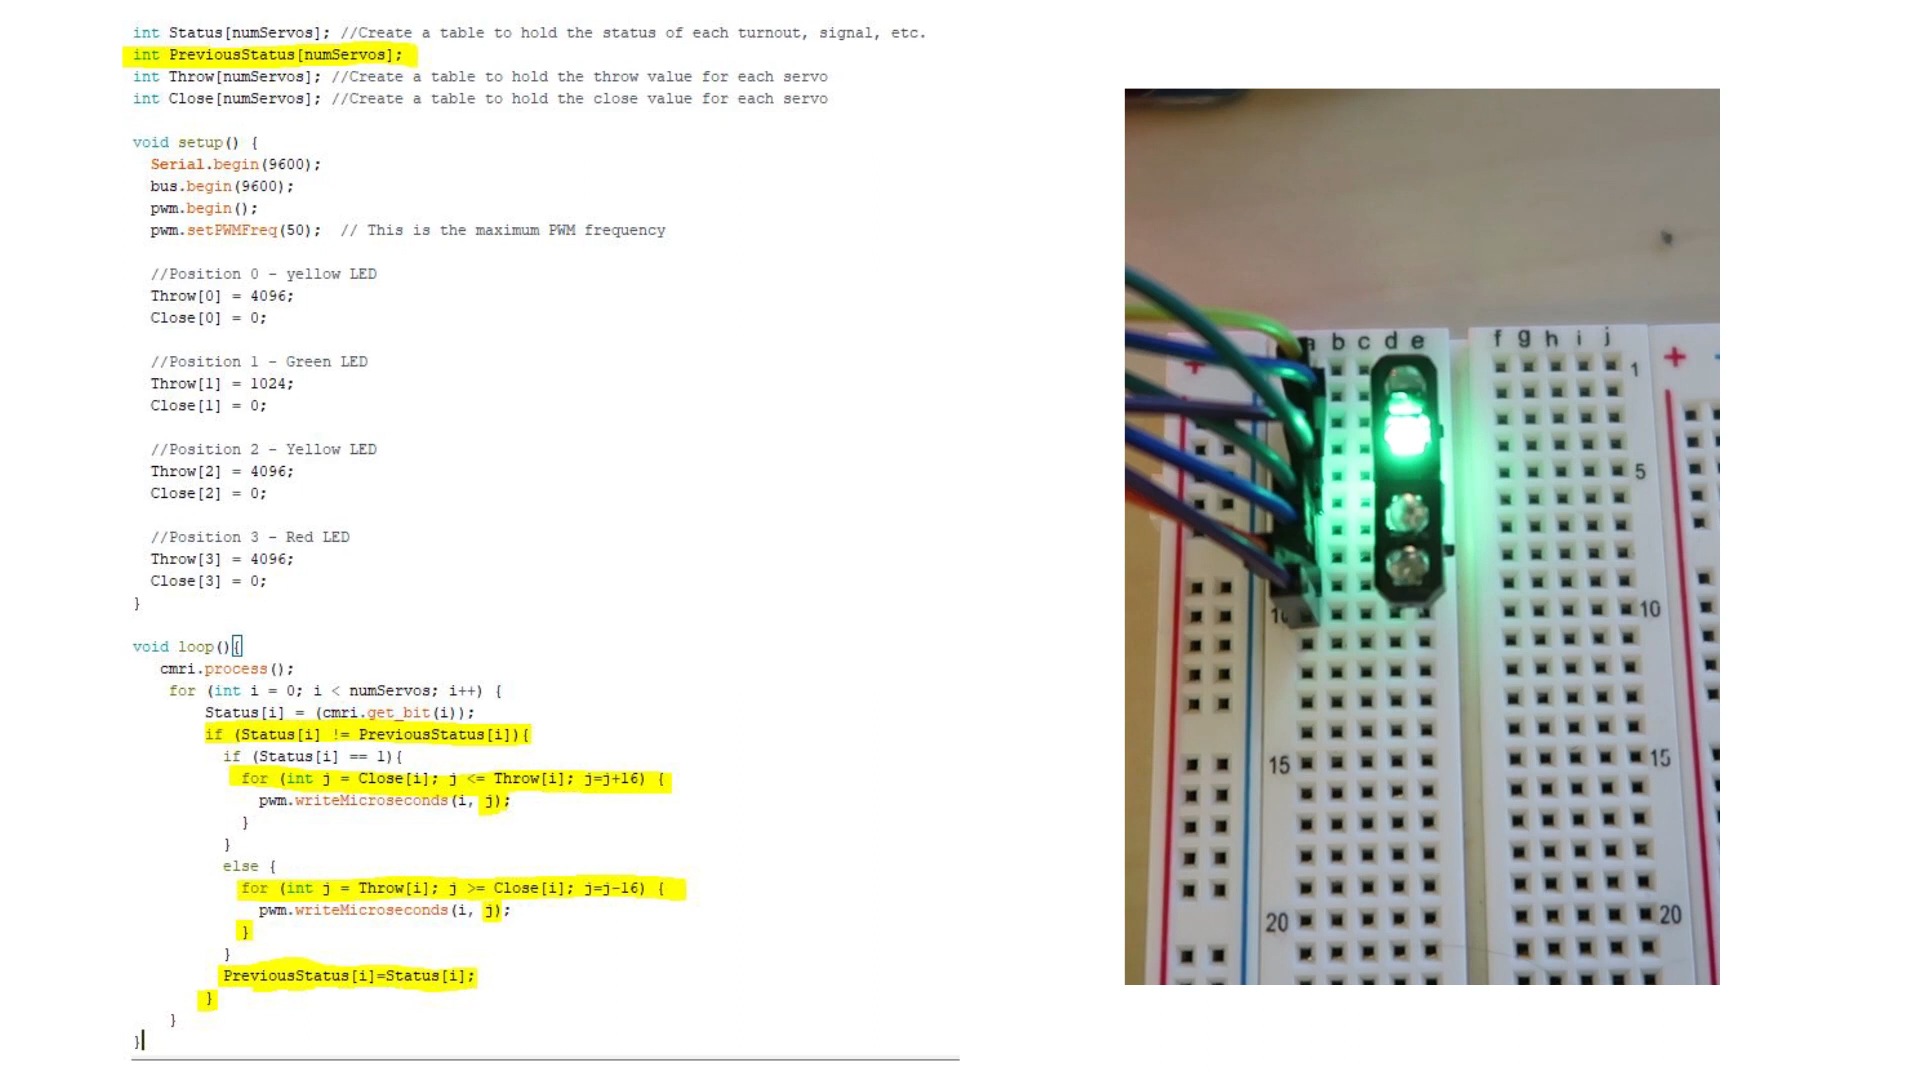 int Status[numServos]; //Create a table to hold the status of each turnout, signal, etc.
int PreviousStatus[numServos];
int Throw[numServos]; //Create a table to hold the throw value for each servo
int Close[numServos]; //Create a table to hold the close value for each servo
void setup() {
Serial.begin(9600);
bus.begin(9600);
pwm.begin();
pwm.setPWMFreq(50);  // This is the maximum PWM frequency
//Position 0 - yellow LED
Throw[0] = 4096;
Close[0] = 0;
//Position 1 - Green LED
Throw[1] = 1024;
Close[1] = 0;
//Position 2 - Yellow LED
Throw[2] = 4096;
Close[2] = 0;
//Position 3 - Red LED
Throw[3] = 4096;
Close[3] = 0;
}
void loop(){
cmri.process();
for (int i = 0; i < numServos; i++) {
Status[i] = (cmri.get_bit(i));
if (Status[i] != PreviousStatus[i]){
if (Status[i] == 1){
for (int j = Close[i]; j <= Throw[i]; j=j+16) {
pwm.writeMicroseconds(i, j);
}
}
else {
for (int j = Throw[i]; j >= Close[i]; j=j-16) {
pwm.writeMicroseconds(i, j);
}
}
PreviousStatus[i]=Status[i];
}
}
}
a b c d e f g h i j
+ + -
1
5
10 10
15 15
20 20